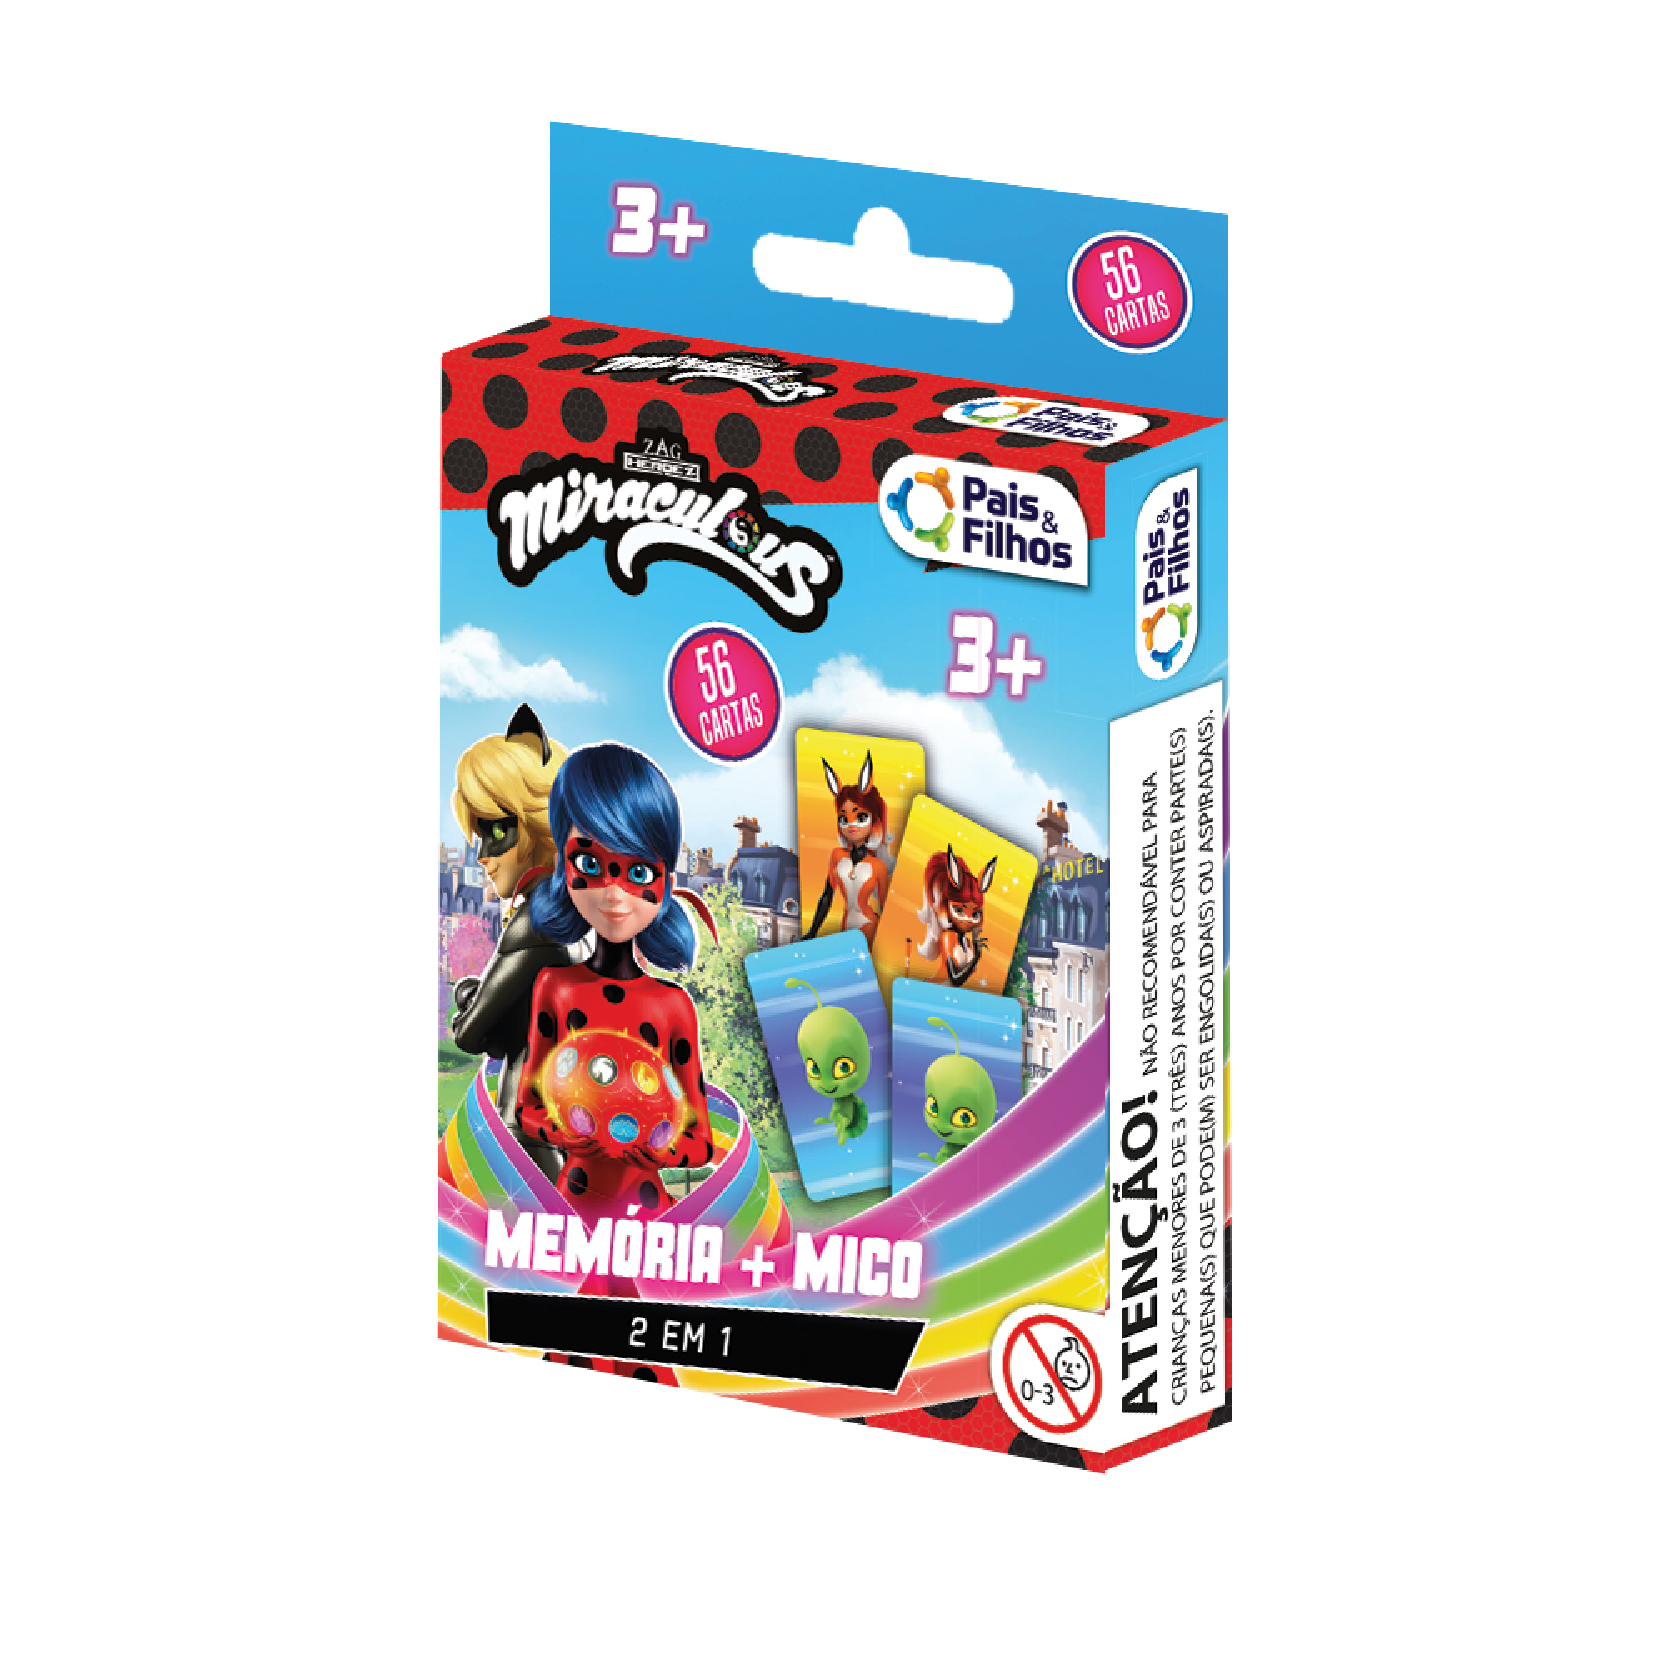 3+
56
CARTAS
Miraculous
Pais &
Filhos
ZAG
HEROEZ
Miraculous
Pais &
Filhos
Pais &
Filhos
3+
56
CARTAS
HOTEL
MEMÓRIA + MICO
2 EM 1
0-3
ATENÇÃO! NÃO RECOMENDÁVEL PARA
CRIANÇAS MENORES DE 3 (TRÊS) ANOS POR CONTER PARTE(S)
PEQUENA(S) QUE PODE(M) SER ENGOLIDA(S) OU ASPIRADA(S).